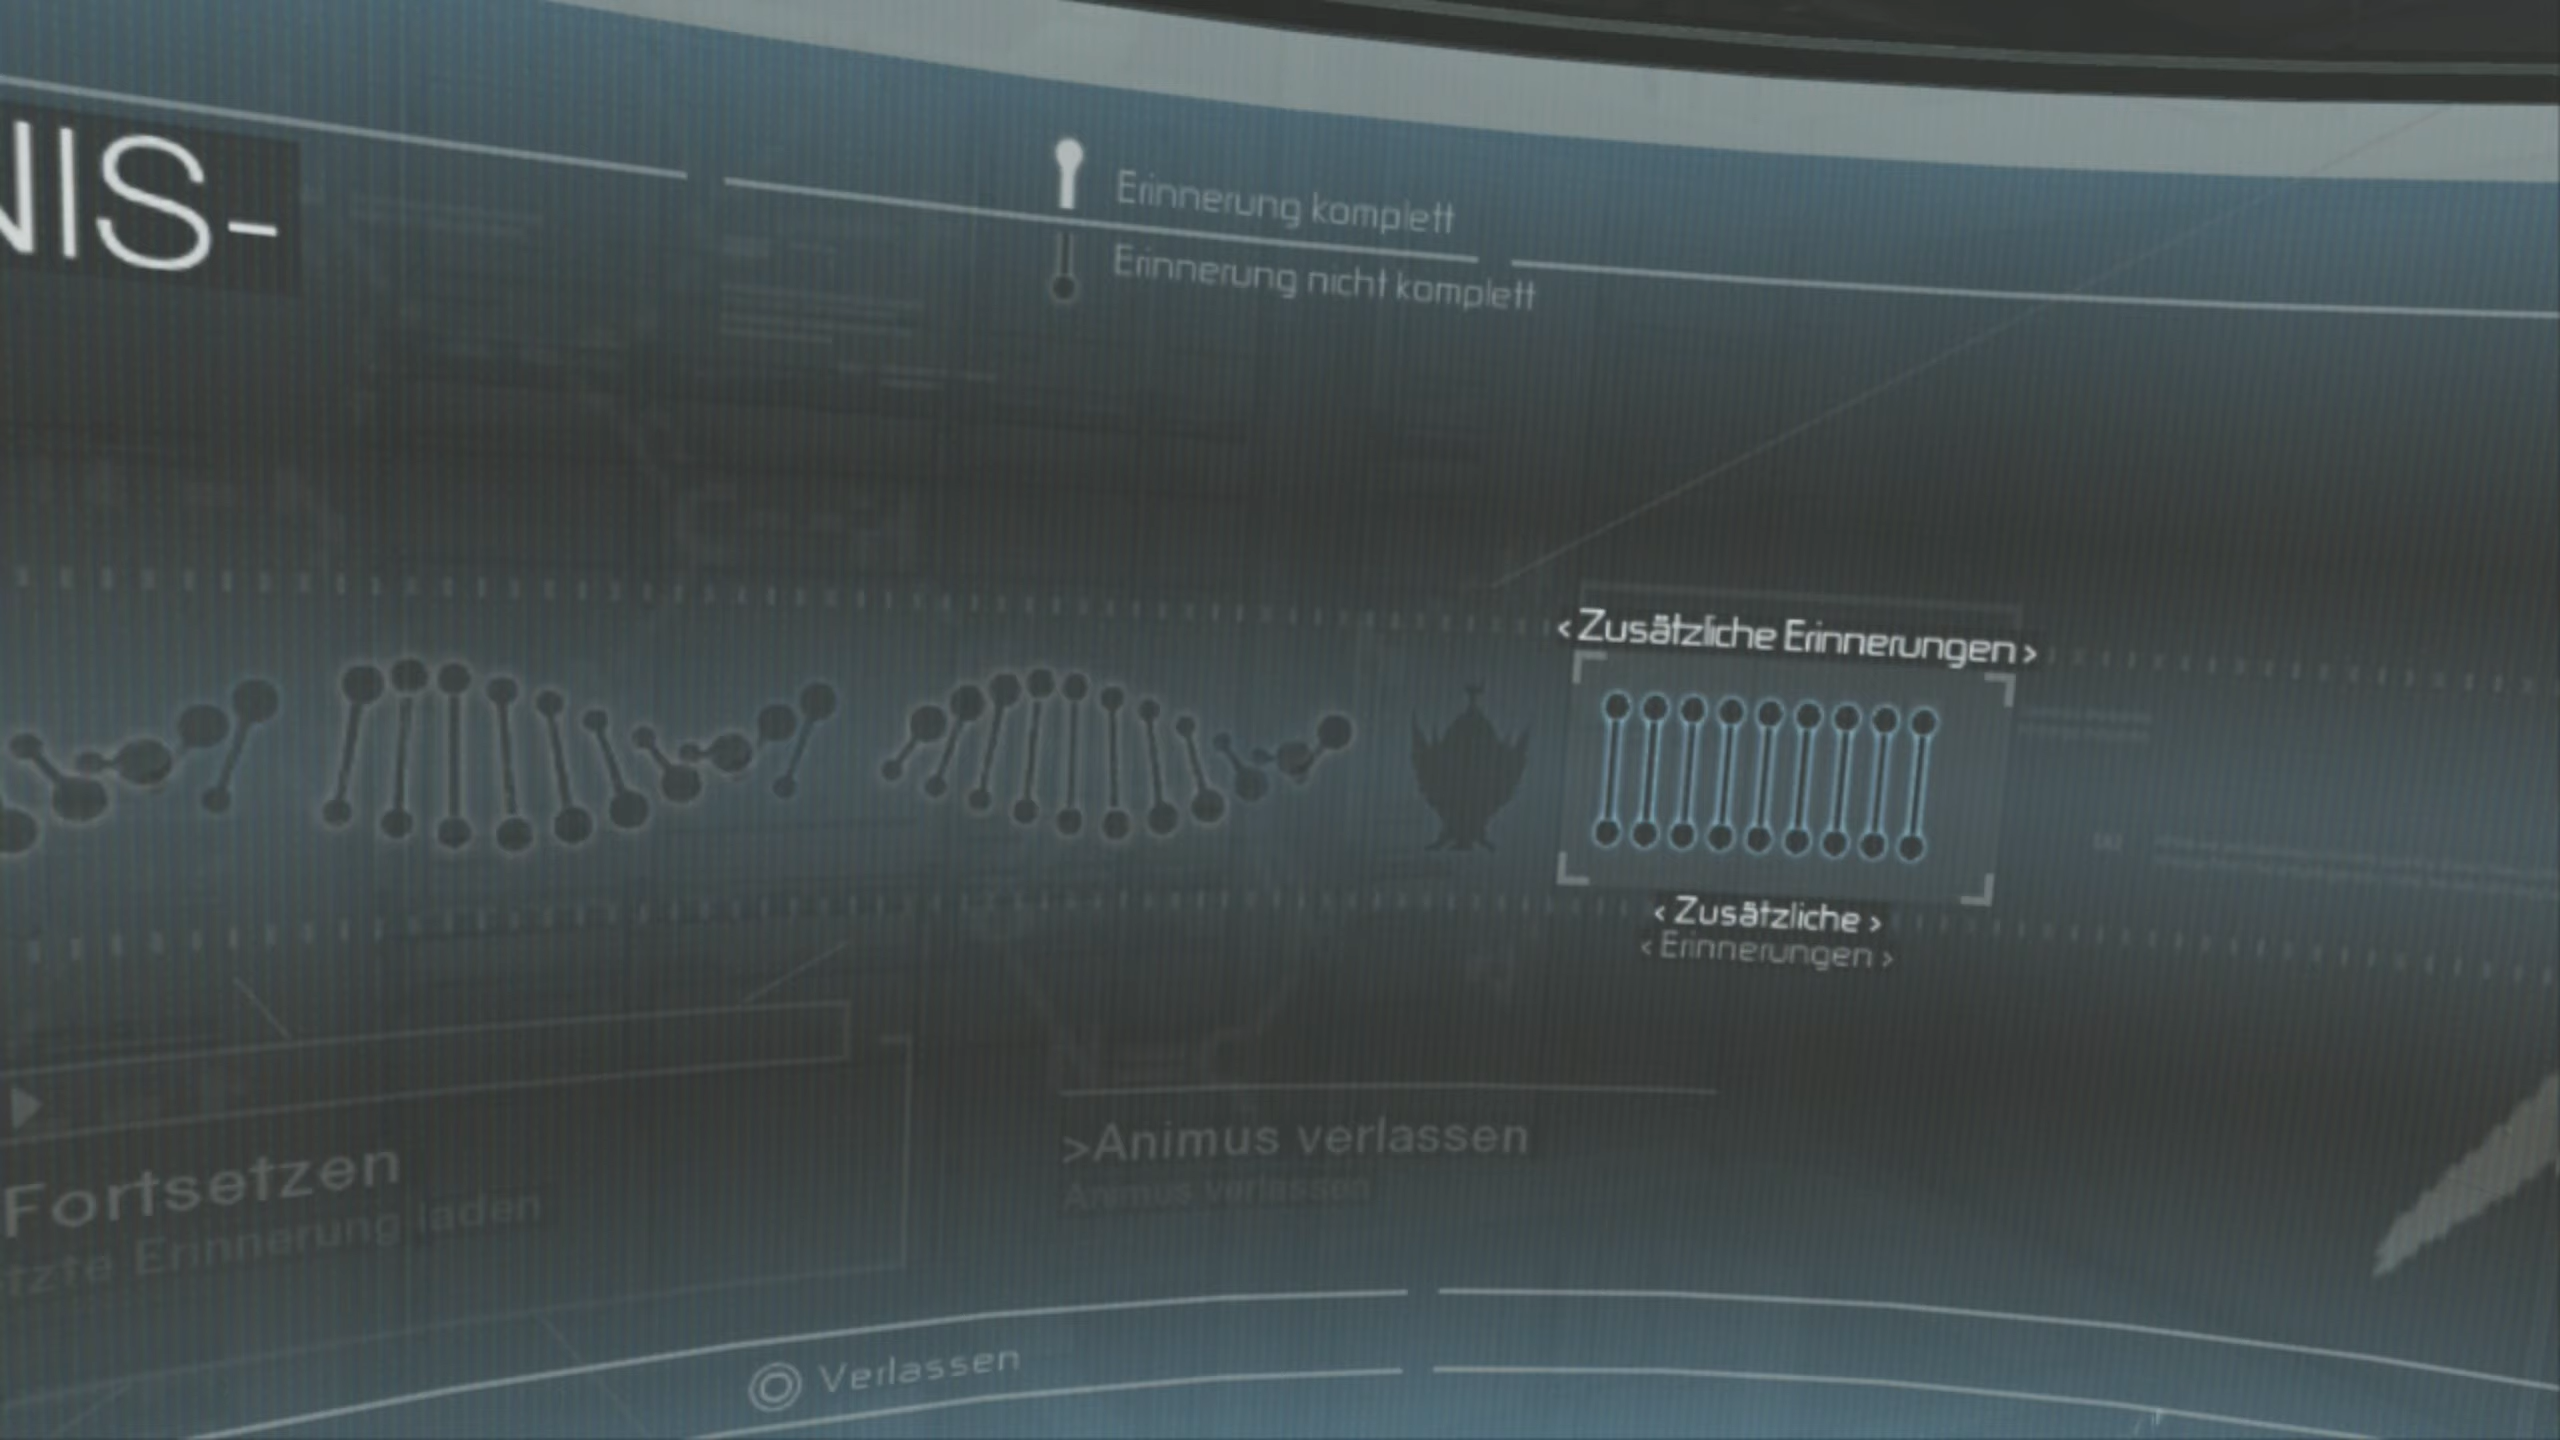 NIS-
Erinnerung komplett
Erinnerung nicht komplett
< Zusätzliche Erinnerungen >
< Zusätzliche >
< Erinnerungen >
Fortsetzen
Erinnerung laden
>Animus verlassen
Animus verlassen
Verlassen